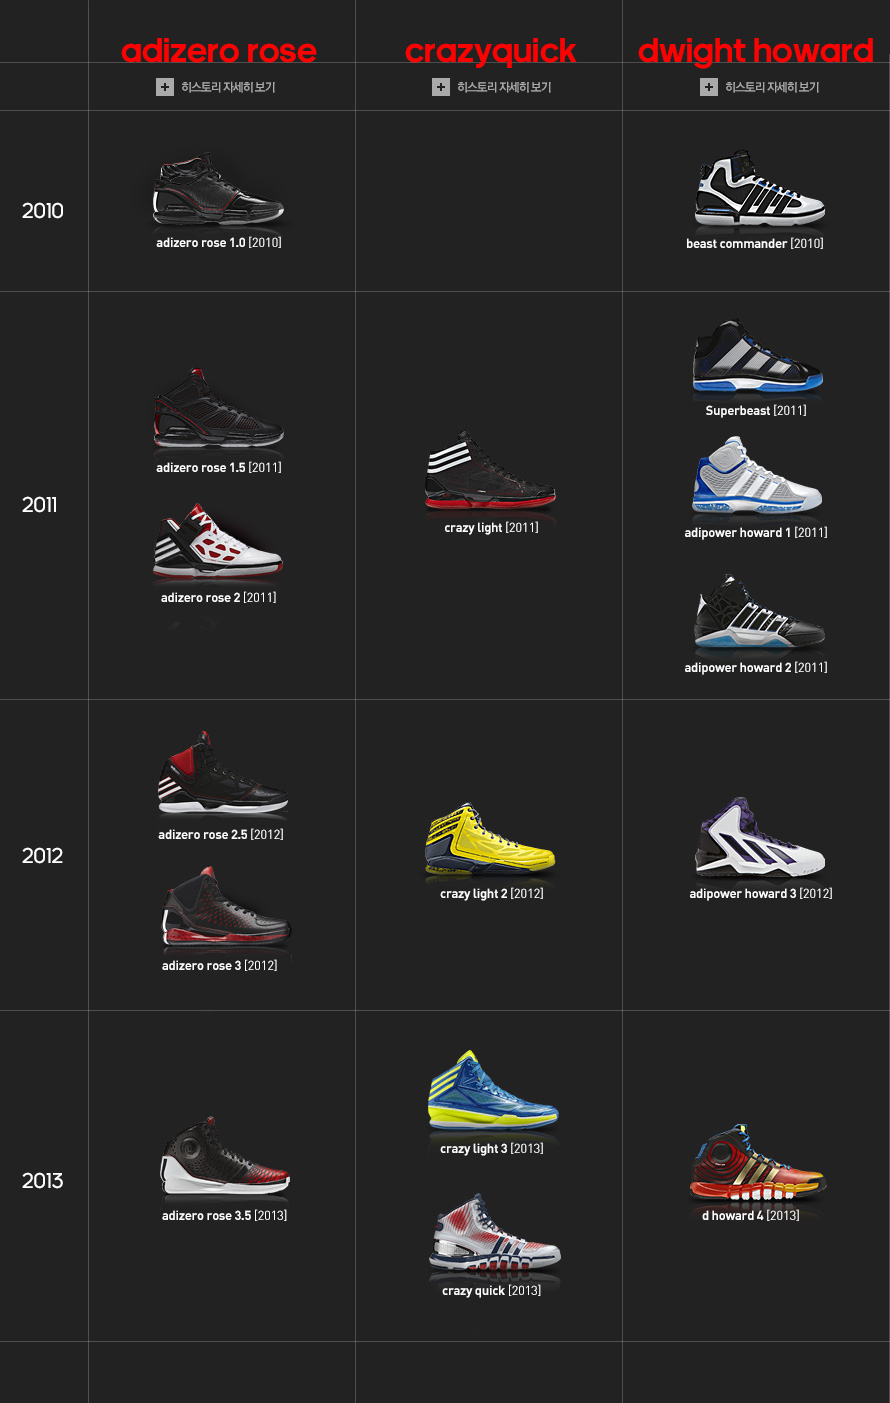 adizero rose
crazyquick
dwight howard
히스토리 자세히 보기
히스토리 자세히 보기
히스토리 자세히 보기
2010
adizero rose 1.0 [2010]
beast commander [2010]
2011
adizero rose 1.5 [2011]
adizero rose 2 [2011]
crazy light [2011]
Superbeast [2011]
adipower howard 1 [2011]
adipower howard 2 [2011]
2012
adizero rose 2.5 [2012]
adizero rose 3 [2012]
crazy light 2 [2012]
adipower howard 3 [2012]
2013
adizero rose 3.5 [2013]
crazy light 3 [2013]
crazy quick [2013]
d howard 4 [2013]